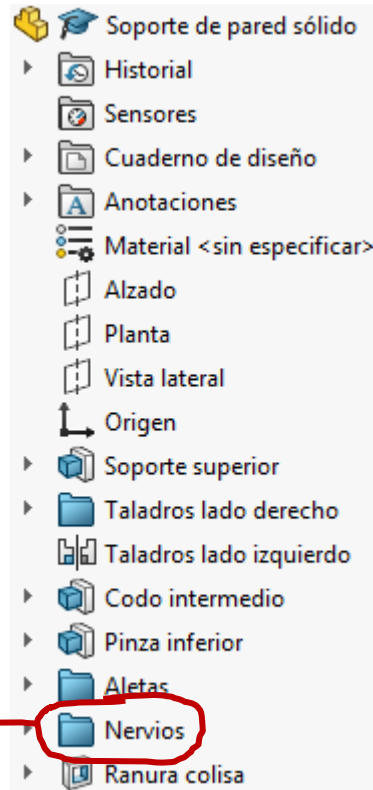 Soporte de pared sólido
Historial
Sensores
Cuaderno de diseño
Anotaciones
Material <sin especificar>
Alzado
Planta
Vista lateral
Origen
Soporte superior
Taladros lado derecho
Taladros lado izquierdo
Codo intermedio
Pinza inferior
Aletas
Nervios
Ranura colisa